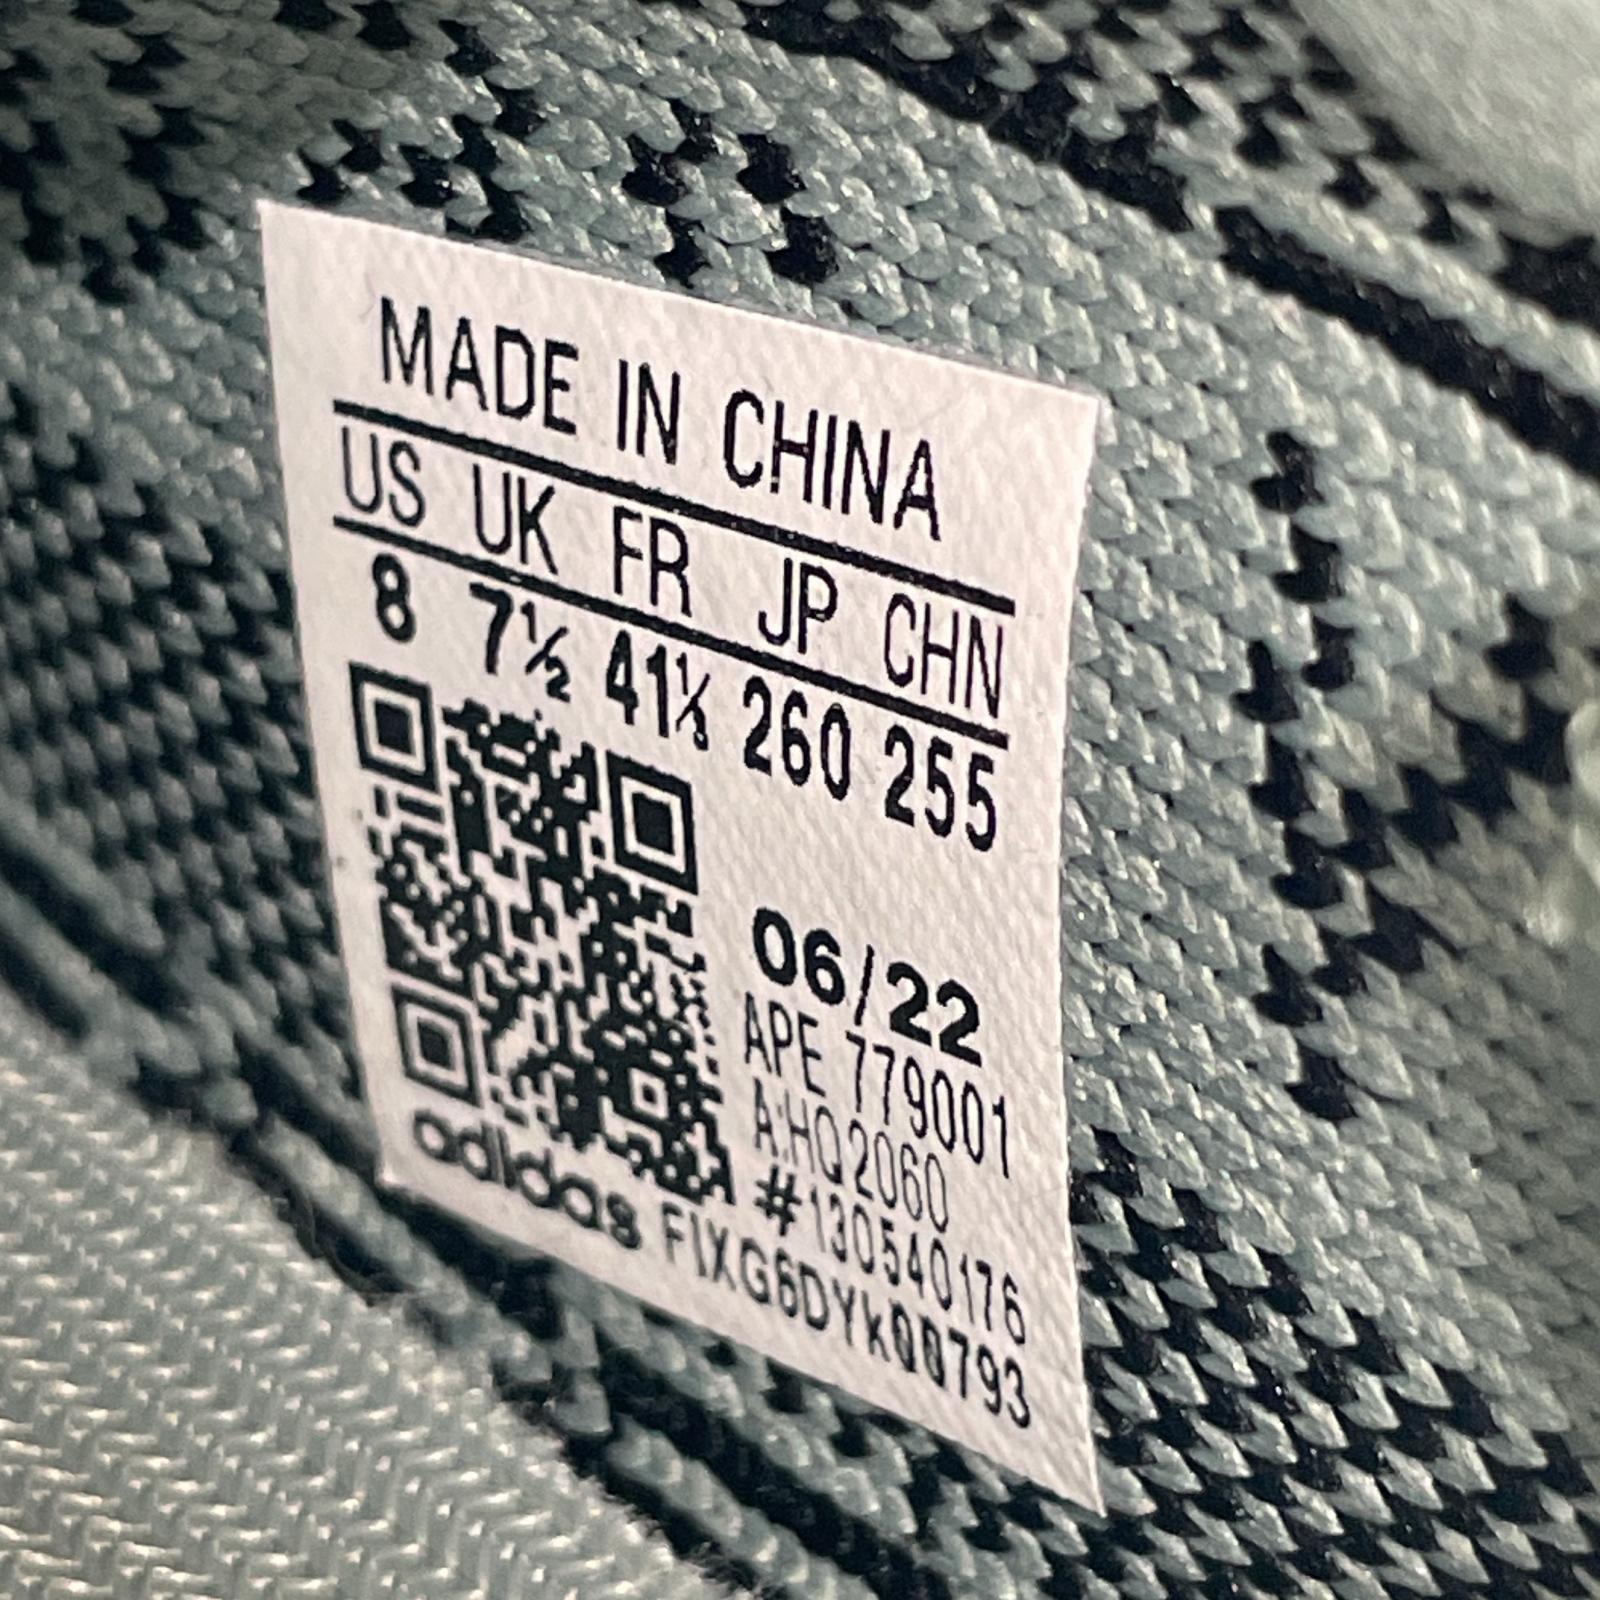 MADE IN CHINA
US UK FR JP CHN
8 7½ 41⅓ 260 255
06/22
APE 779001
A:HQ2060
#130540176
adidas FIXG6DYK00793